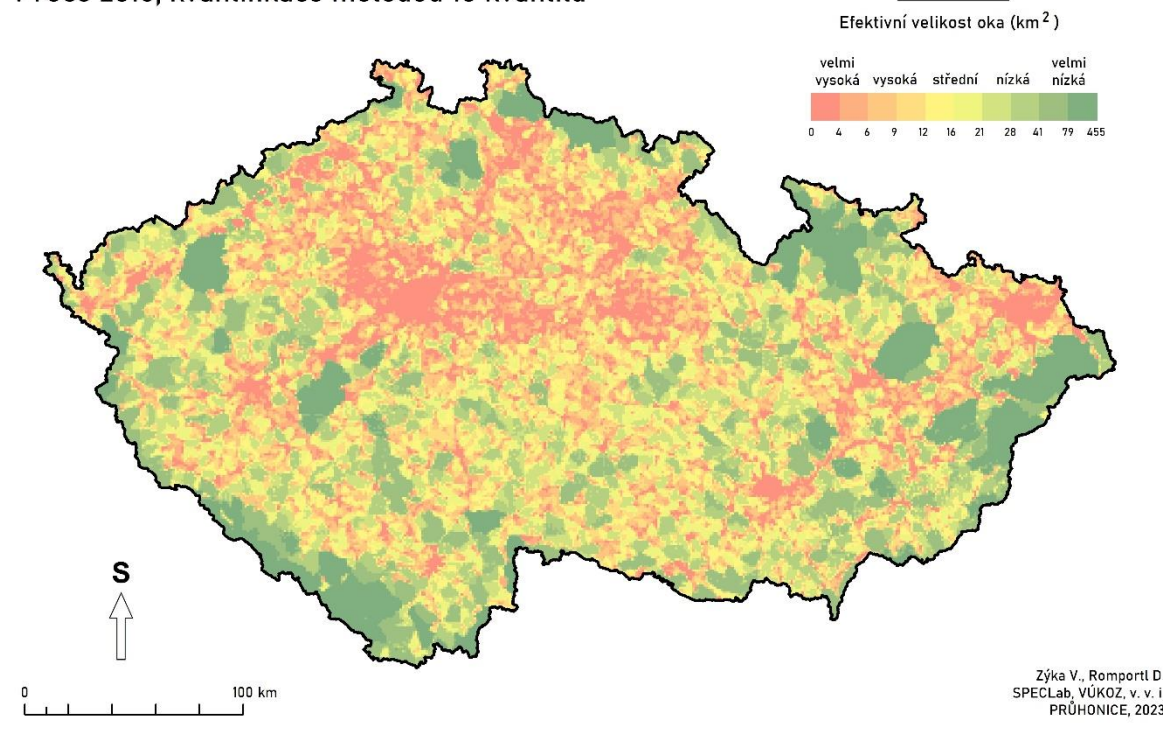 Efektivní velikost oka (km²)
velmi vysoká
vysoká
střední
nízká
velmi nízká
0 4 6 9 12 16 21 28 41 79 455
S
0 100 km
Zýka V., Romportl D
SPECLab, VÚKOZ, v. v. i
PRŮHONICE, 2023